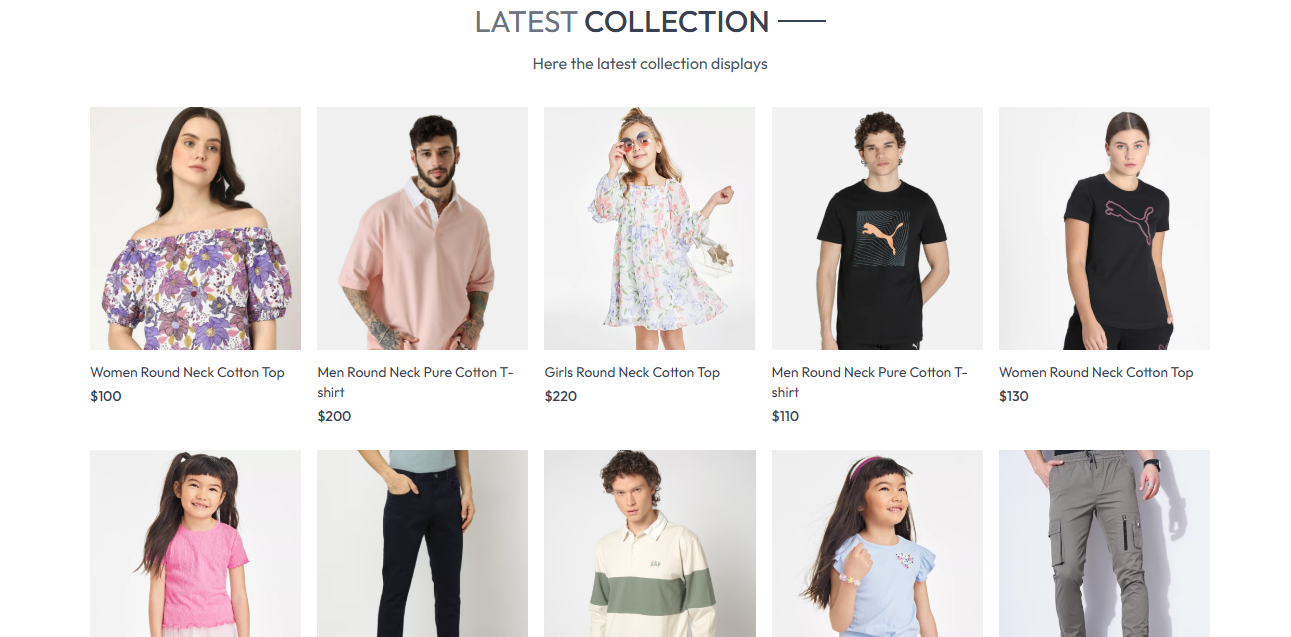 LATEST COLLECTION
Here the latest collection displays
Women Round Neck Cotton Top
$100
Men Round Neck Pure Cotton T-
shirt
$200
Girls Round Neck Cotton Top
$220
Men Round Neck Pure Cotton T-
shirt
$110
Women Round Neck Cotton Top
$130
GAP